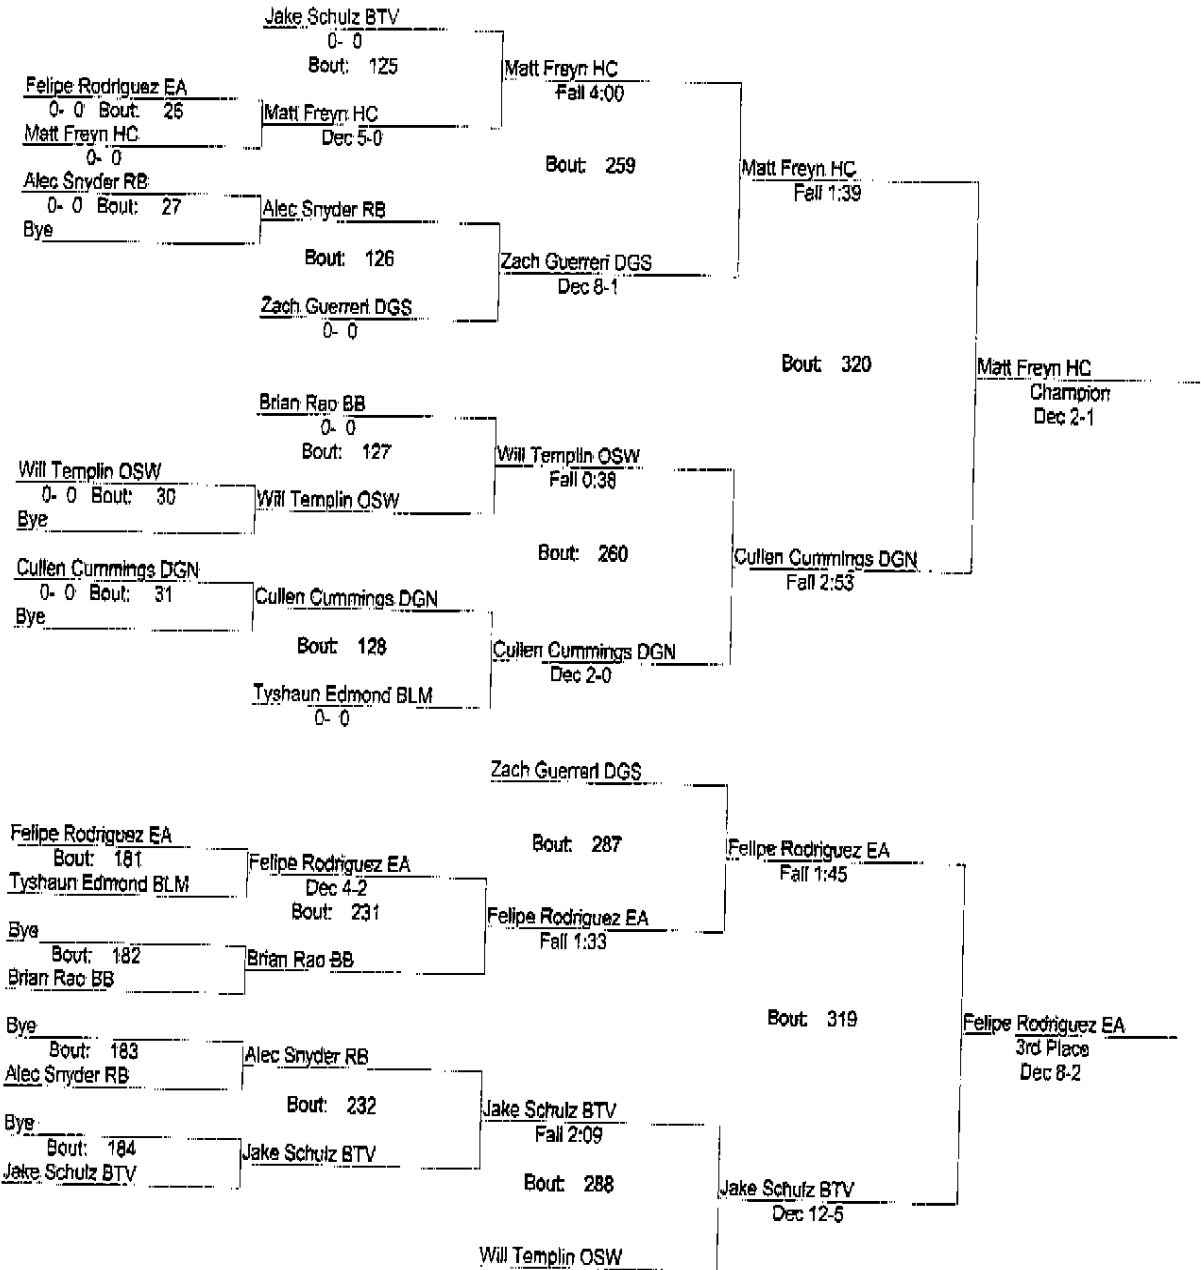 Jake Schulz BTV
0- 0
Bout: 125
Matt Freyn HC
Fall 4:00
Felipe Rodriguez EA
0- 0 Bout: 26
Matt Freyn HC
Dec 5-0
Matt Freyn HC
0- 0
Bout: 259
Matt Freyn HC
Fall 1:39
Alec Snyder RB
0- 0 Bout: 27
Alec Snyder RB
Bye
Bout: 126
Zach Guerreri DGS
Dec 8-1
Zach Guerreri DGS
0- 0
Bout: 320
Matt Freyn HC
Champion
Dec 2-1
Brian Rao BB
0- 0
Bout: 127
Will Templin OSW
Fall 0:38
Will Templin OSW
0- 0 Bout: 30
Will Templin OSW
Bye
Bout: 260
Cullen Cummings DGN
Fall 2:53
Cullen Cummings DGN
0- 0 Bout: 31
Cullen Cummings DGN
Bye
Bout: 128
Cullen Cummings DGN
Dec 2-0
Tyshaun Edmond BLM
0- 0
Zach Guerreri DGS
Bout: 287
Felipe Rodriguez EA
Fall 1:45
Felipe Rodriguez EA
Bout: 181
Tyshaun Edmond BLM
Felipe Rodriguez EA
Dec 4-2
Bout: 231
Felipe Rodriguez EA
Fall 1:33
Bye
Bout: 182
Brian Rao BB
Brian Rao BB
Bout: 319
Felipe Rodriguez EA
3rd Place
Dec 8-2
Bye
Bout: 183
Alec Snyder RB
Alec Snyder RB
Bout: 232
Jake Schulz BTV
Fall 2:09
Bye
Bout: 184
Jake Schulz BTV
Jake Schulz BTV
Bout: 288
Jake Schulz BTV
Dec 12-5
Will Templin OSW